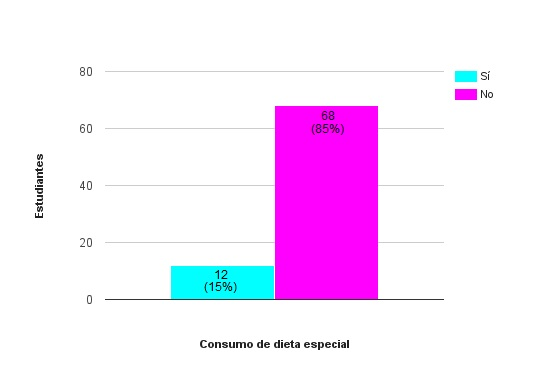 80
60
40
20
0
Estudiantes
68
(85%)
12
(15%)
Consumo de dieta especial
Sí
No